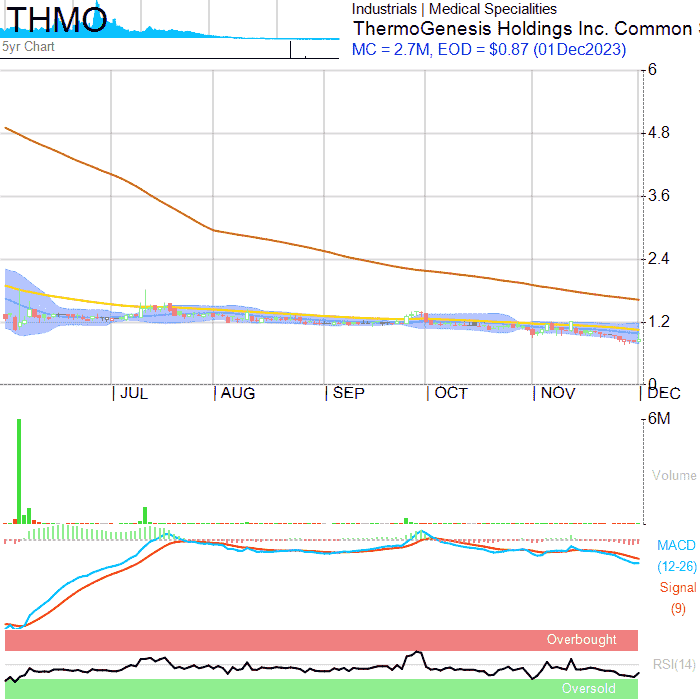 THMO
5yr Chart
Industrials | Medical Specialities
ThermoGenesis Holdings Inc. Common
MC = 2.7M, EOD = $0.87 (01Dec2023)
6
4.8
3.6
2.4
1.2
0
| JUL | AUG | SEP | OCT | NOV | DEC
6M
Volume
MACD
(12-26)
Signal
(9)
Overbought
RSI(14)
Oversold